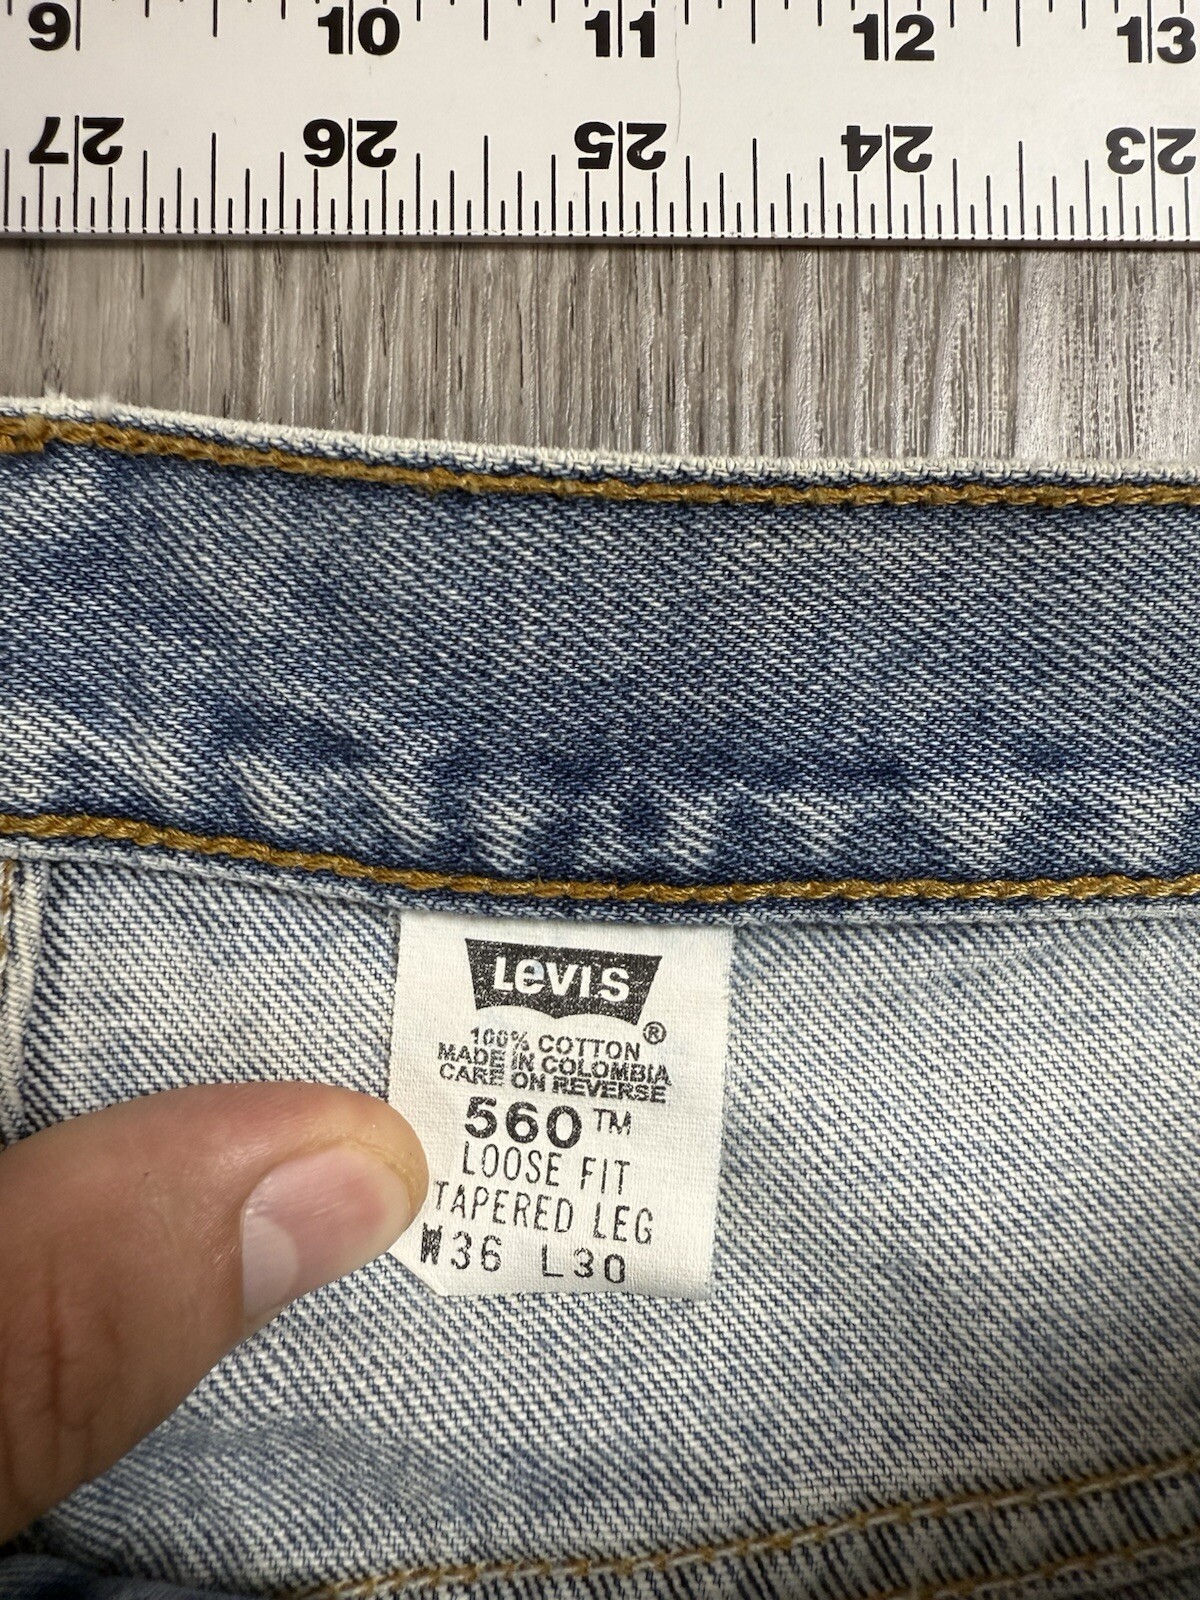 9 10 11 12 13
27 26 25 24 23
LEVI'S
®
100% COTTON
MADE IN COLOMBIA
CARE ON REVERSE
560™
LOOSE FIT
TAPERED LEG
W36 L30